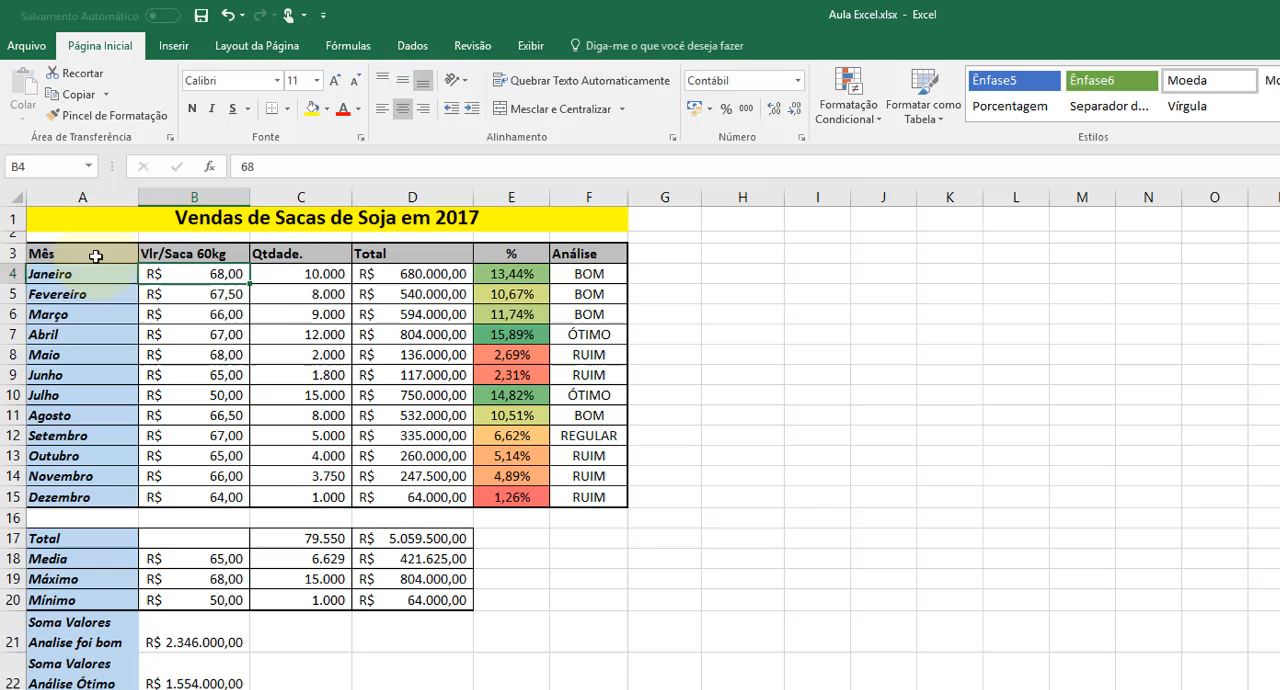 Salvamento Automático
Aula Excel.xlsx - Excel
Arquivo Página Inicial Inserir Layout da Página Fórmulas Dados Revisão Exibir Diga-me o que você deseja fazer
Colar
Recortar
Copiar
Pincel de Formatação
Área de Transferência
Calibri 11
N I S
Fonte
Quebrar Texto Automaticamente
Mesclar e Centralizar
Alinhamento
Contábil
% 000
Número
Formatação Condicional
Formatar como Tabela
Ênfase5 Ênfase6 Moeda
Porcentagem Separador d... Vírgula
Estilos
B4 fx 68
A B C D E F G H I J K L M N O
1 Vendas de Sacas de Soja em 2017
2
3 Mês Vlr/Saca 60kg Qtdade. Total % Análise
4 Janeiro R$ 68,00 10.000 R$ 680.000,00 13,44% BOM
5 Fevereiro R$ 67,50 8.000 R$ 540.000,00 10,67% BOM
6 Março R$ 66,00 9.000 R$ 594.000,00 11,74% BOM
7 Abril R$ 67,00 12.000 R$ 804.000,00 15,89% ÓTIMO
8 Maio R$ 68,00 2.000 R$ 136.000,00 2,69% RUIM
9 Junho R$ 65,00 1.800 R$ 117.000,00 2,31% RUIM
10 Julho R$ 50,00 15.000 R$ 750.000,00 14,82% ÓTIMO
11 Agosto R$ 66,50 8.000 R$ 532.000,00 10,51% BOM
12 Setembro R$ 67,00 5.000 R$ 335.000,00 6,62% REGULAR
13 Outubro R$ 65,00 4.000 R$ 260.000,00 5,14% RUIM
14 Novembro R$ 66,00 3.750 R$ 247.500,00 4,89% RUIM
15 Dezembro R$ 64,00 1.000 R$ 64.000,00 1,26% RUIM
16
17 Total 79.550 R$ 5.059.500,00
18 Media R$ 65,00 6.629 R$ 421.625,00
19 Máximo R$ 68,00 15.000 R$ 804.000,00
20 Mínimo R$ 50,00 1.000 R$ 64.000,00
Soma Valores
21 Analise foi bom R$ 2.346.000,00
Soma Valores
22 Análise Ótimo R$ 1.554.000,00